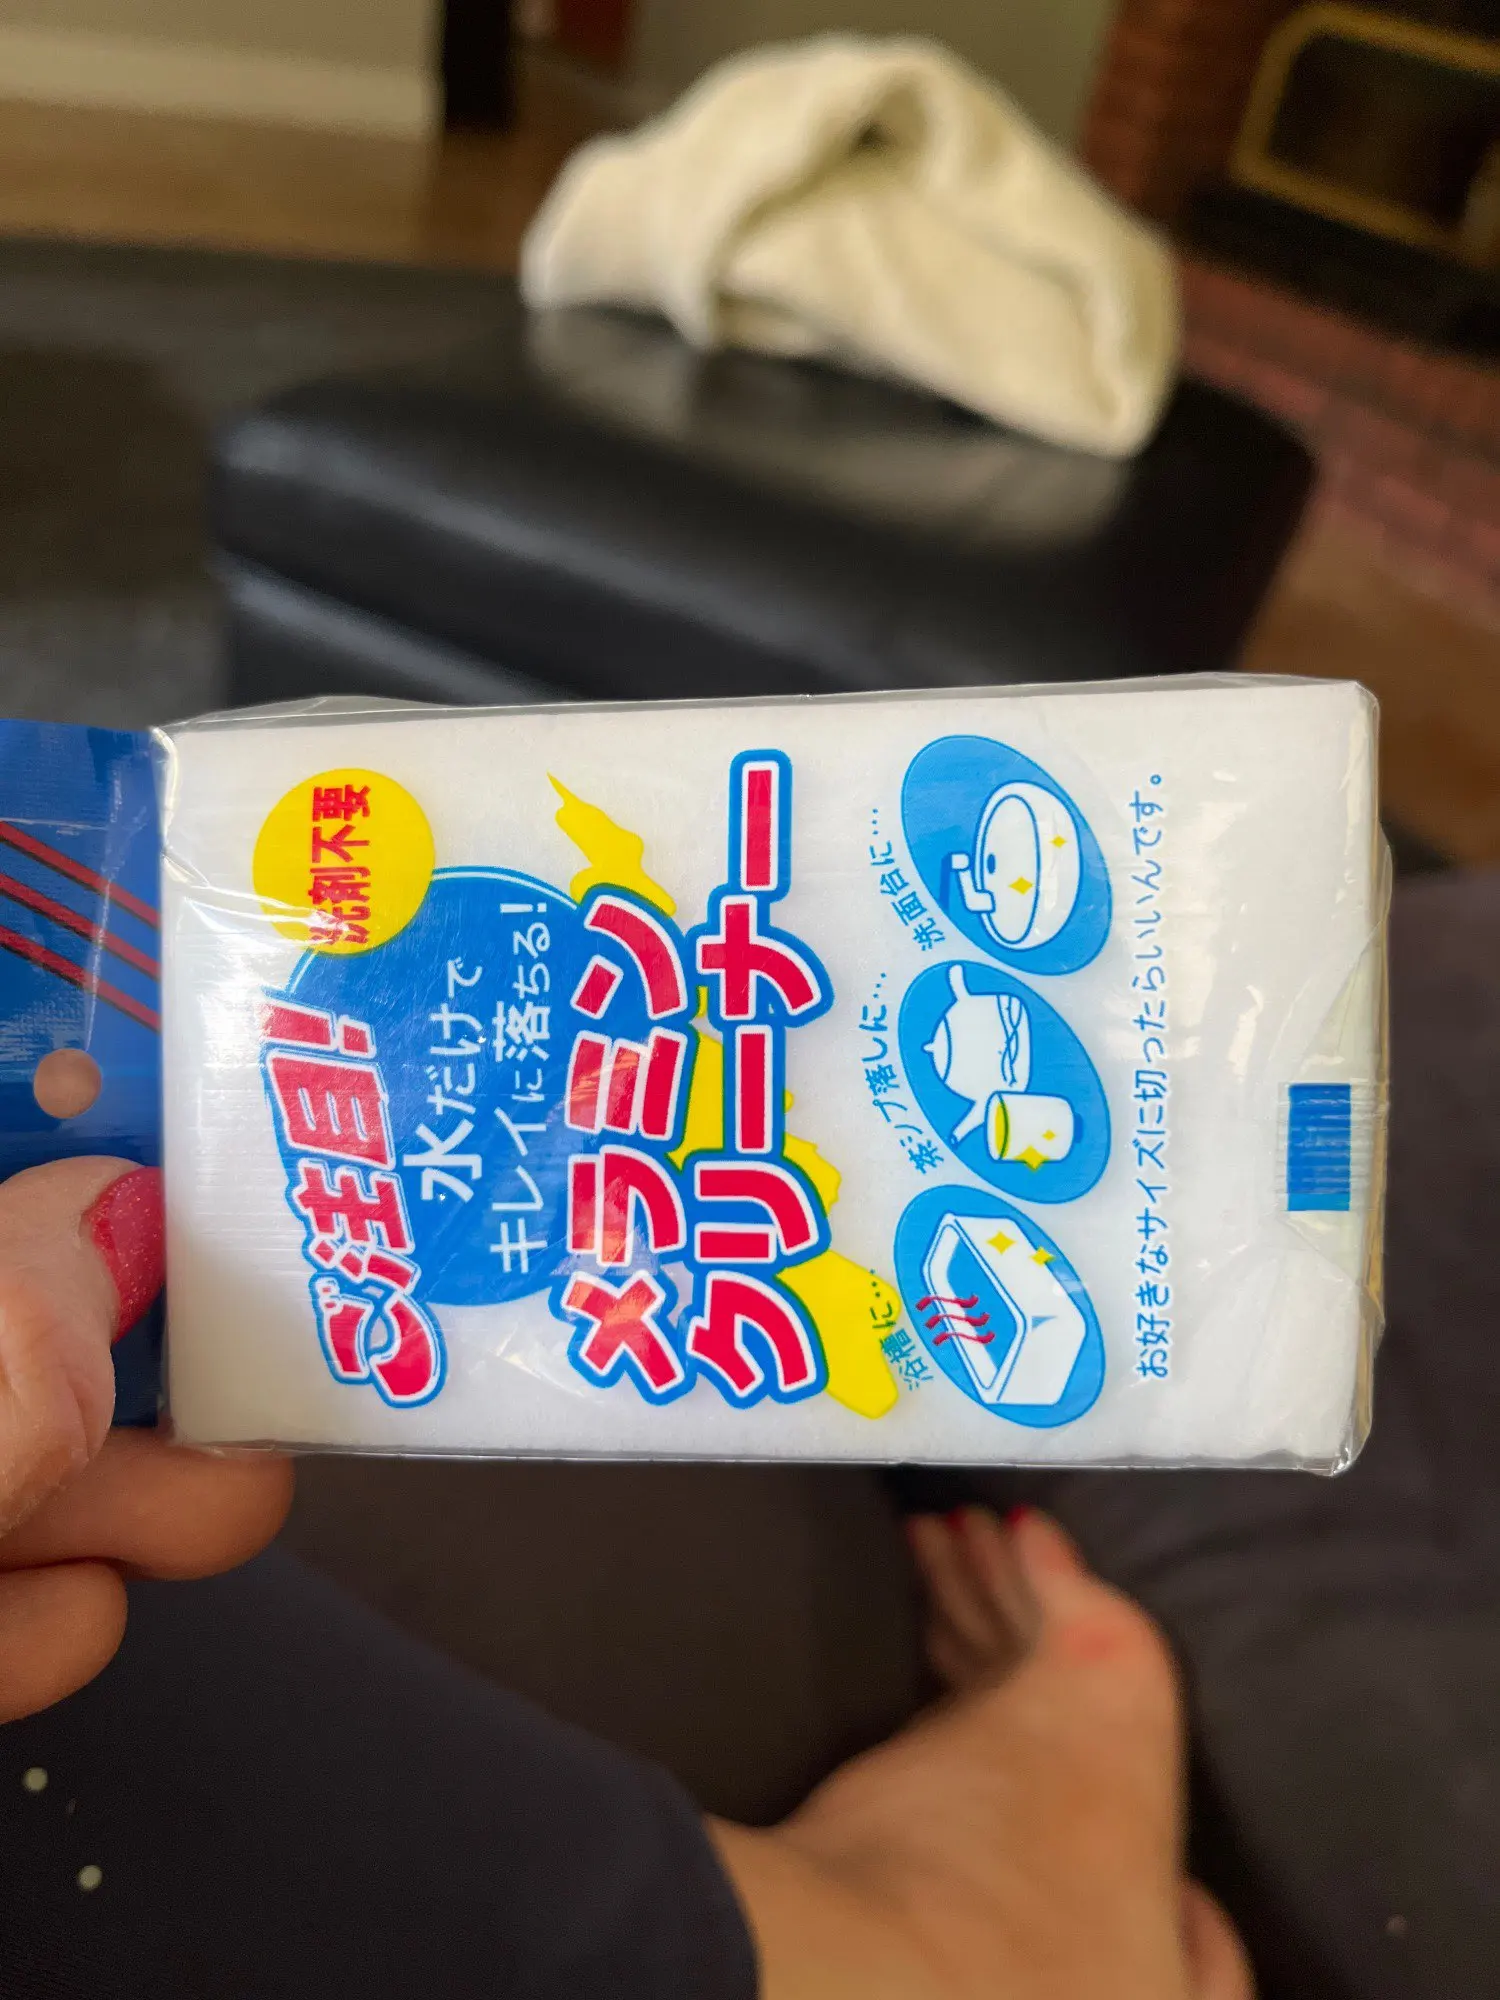 ご注目!
洗剤不要
水だけで
キレイに落ちる!
メラミン
クリーナー
浴槽に…
茶シブ落しに…
洗面台に…
お好きなサイズに切ったらいいんです。